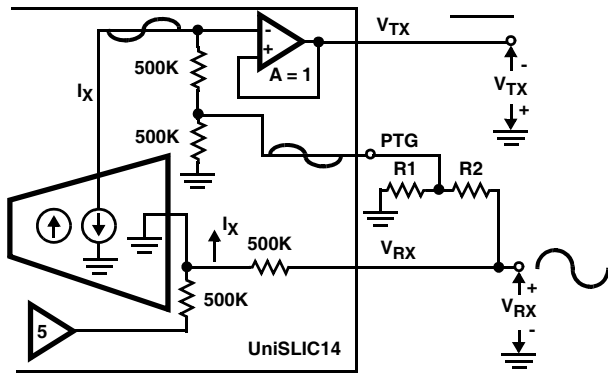 -
+
A = 1
VTX
500K
IX
500K
-
VTX
+
PTG
R1
R2
IX
500K
VRX
500K
+
VRX
-
5
UniSLIC14